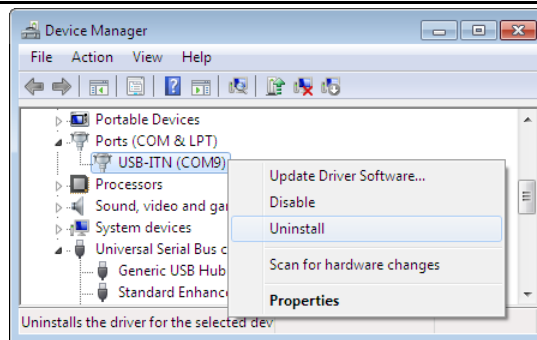 Device Manager
File Action View Help
Portable Devices
Ports (COM & LPT)
USB-ITN (COM9)
Processors
Sound, video and ga
System devices
Universal Serial Bus c
Generic USB Hub
Standard Enhanc
Update Driver Software...
Disable
Uninstall
Scan for hardware changes
Properties
Uninstalls the driver for the selected dev